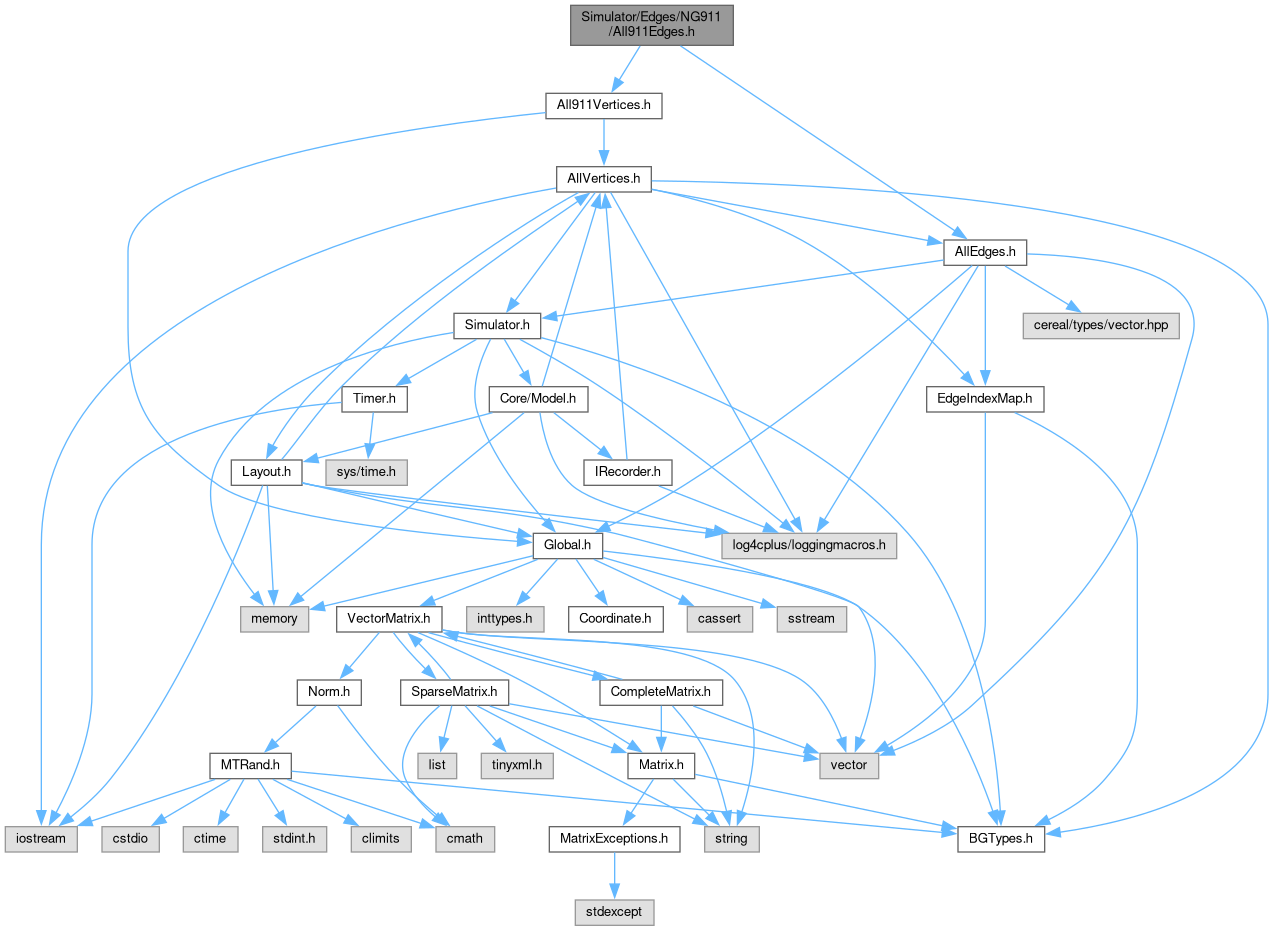 Simulator/Edges/NG911
/All911Edges.h
All911Vertices.h
AllVertices.h
AllEdges.h
Simulator.h
cereal/types/vector.hpp
Timer.h
Core/Model.h
EdgeIndexMap.h
Layout.h
sys/time.h
IRecorder.h
Global.h
log4cplus/loggingmacros.h
memory
VectorMatrix.h
inttypes.h
Coordinate.h
cassert
sstream
Norm.h
SparseMatrix.h
CompleteMatrix.h
MTRand.h
list
tinyxml.h
Matrix.h
vector
iostream
cstdio
ctime
stdint.h
climits
cmath
MatrixExceptions.h
string
BGTypes.h
stdexcept